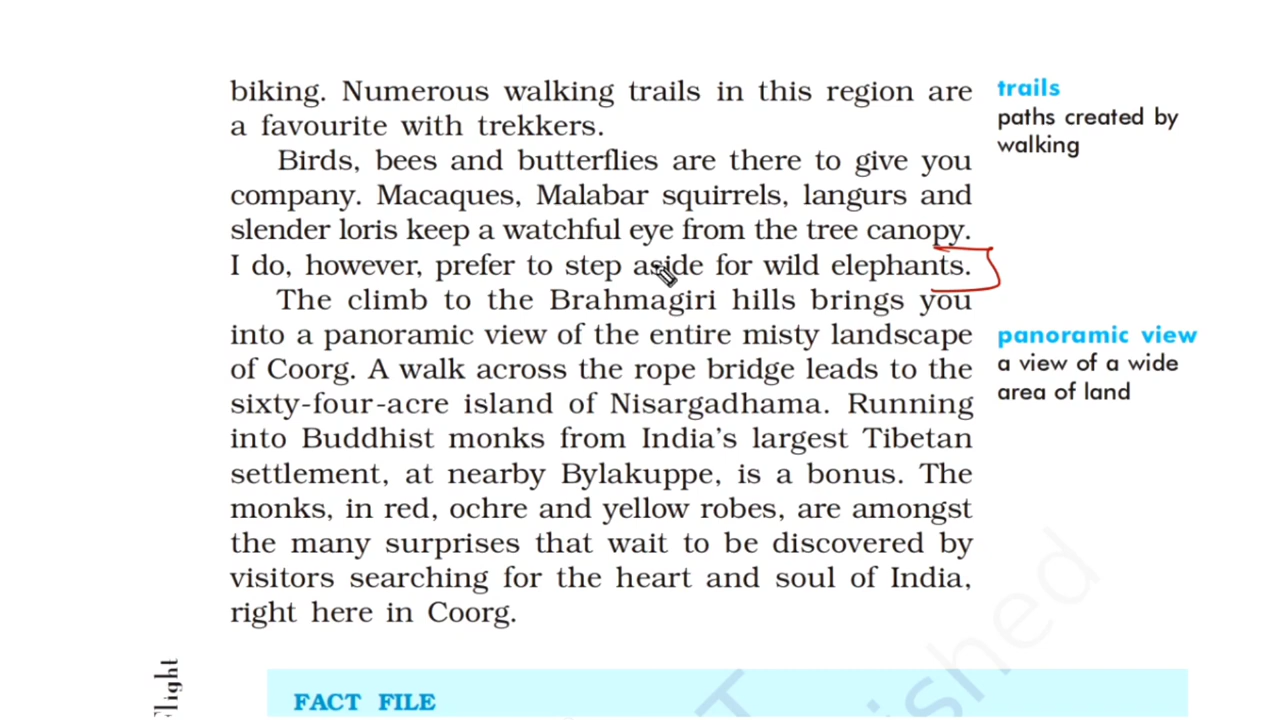 biking. Numerous walking trails in this region are
a favourite with trekkers.
Birds, bees and butterflies are there to give you
company. Macaques, Malabar squirrels, langurs and
slender loris keep a watchful eye from the tree canopy.
I do, however, prefer to step aside for wild elephants.
The climb to the Brahmagiri hills brings you
into a panoramic view of the entire misty landscape
of Coorg. A walk across the rope bridge leads to the
sixty-four-acre island of Nisargadhama. Running
into Buddhist monks from India's largest Tibetan
settlement, at nearby Bylakuppe, is a bonus. The
monks, in red, ochre and yellow robes, are amongst
the many surprises that wait to be discovered by
visitors searching for the heart and soul of India,
right here in Coorg.
trails
paths created by
walking
panoramic view
a view of a wide
area of land
Flight
FACT FILE